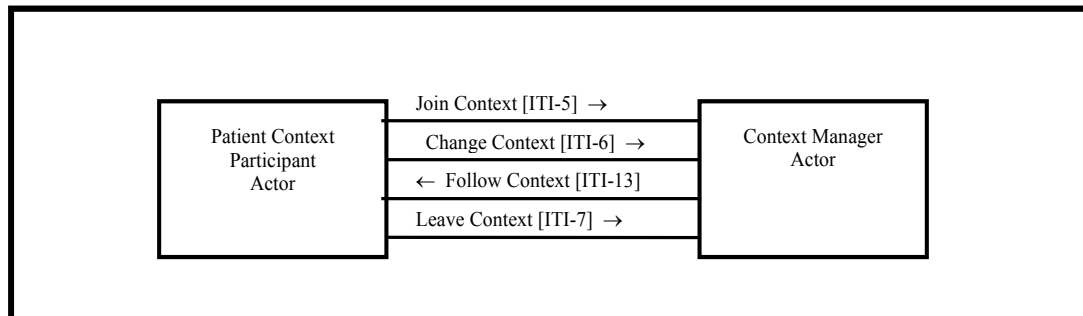 Join Context [ITI-5] →
Patient Context
Participant
Actor
Change Context [ITI-6] →
← Follow Context [ITI-13]
Leave Context [ITI-7] →
Context Manager
Actor